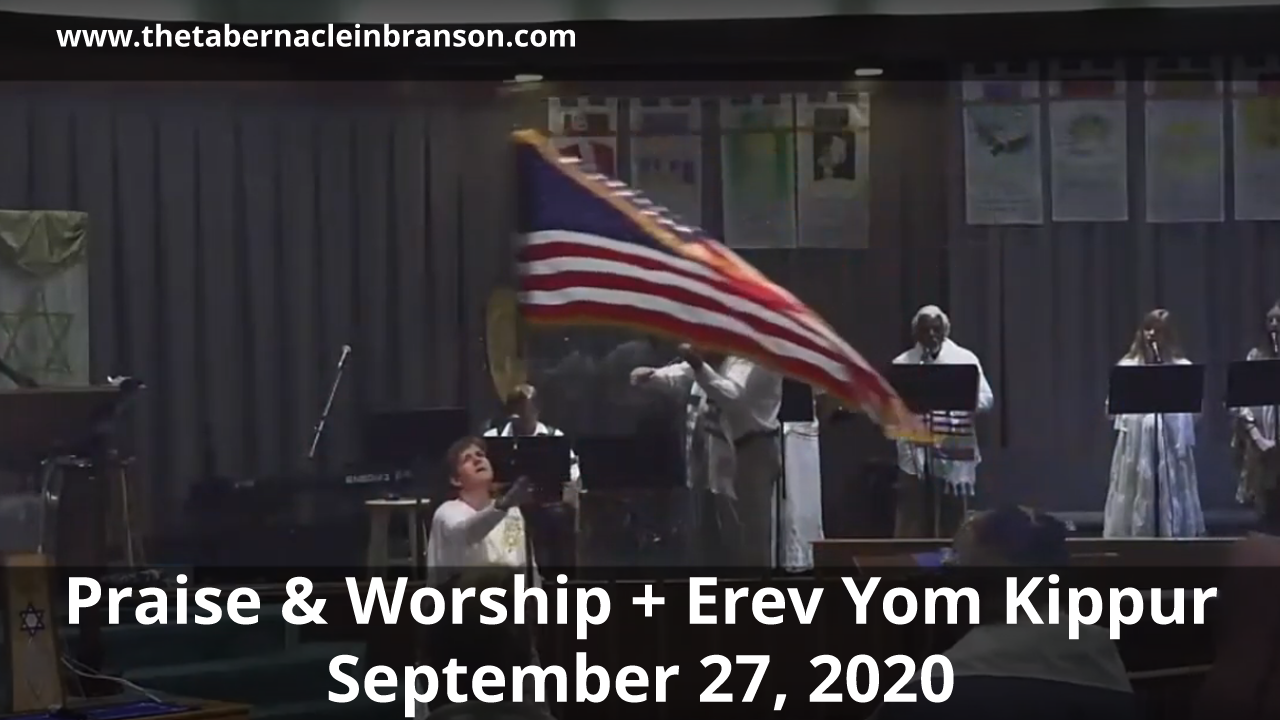 www.thetabernacleinbranson.com
Praise & Worship + Erev Yom Kippur
September 27, 2020